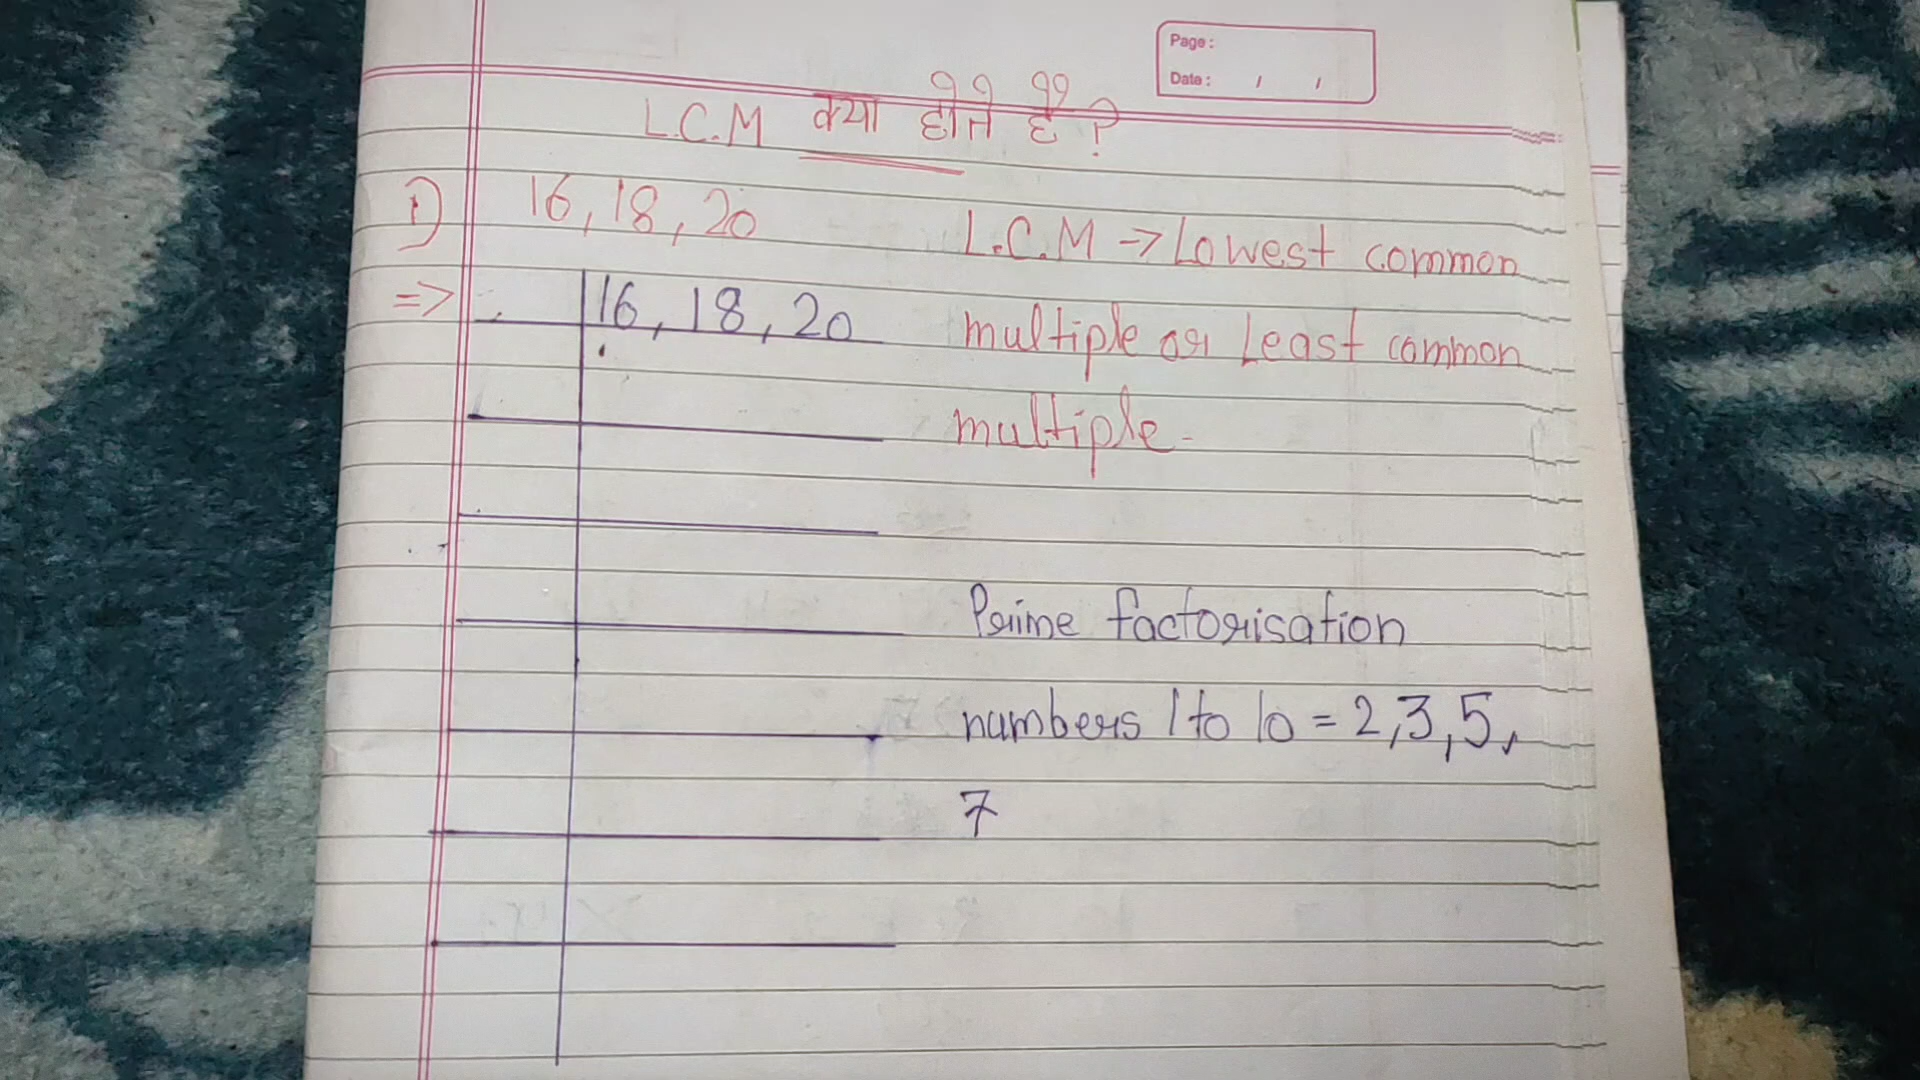 Page :
Date : / /
L.C.M क्या होते है ?
1) 16, 18, 20
L.C.M -> Lowest common
=> 16, 18, 20
multiple or Least common
multiple.
Prime factorisation
numbers 1 to 10 = 2,3,5,
7